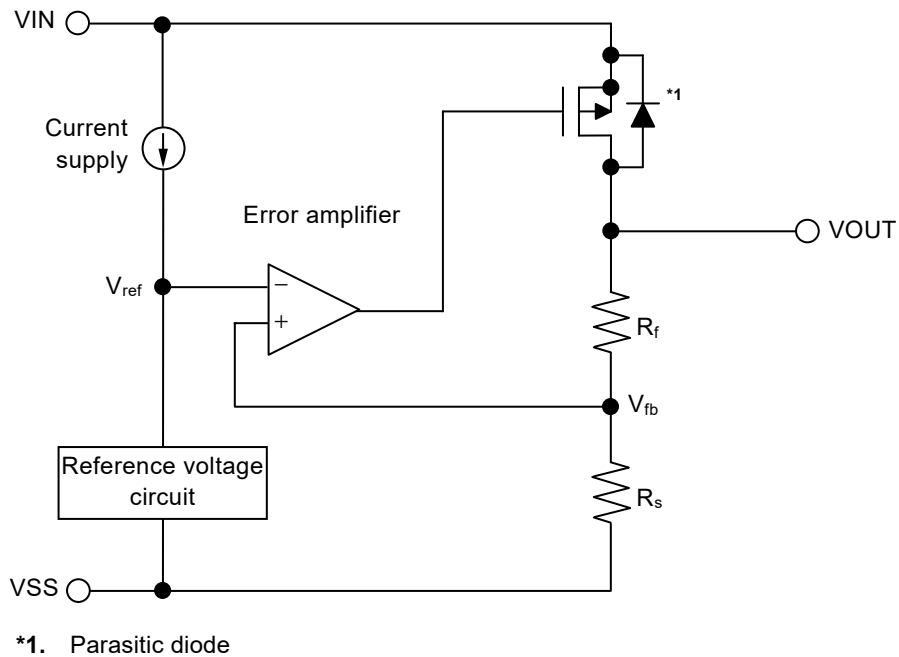 VIN
*1
Current
supply
Error amplifier
VOUT
Vref
−
+
Rf
Vfb
Reference voltage
circuit
Rs
VSS
*1. Parasitic diode